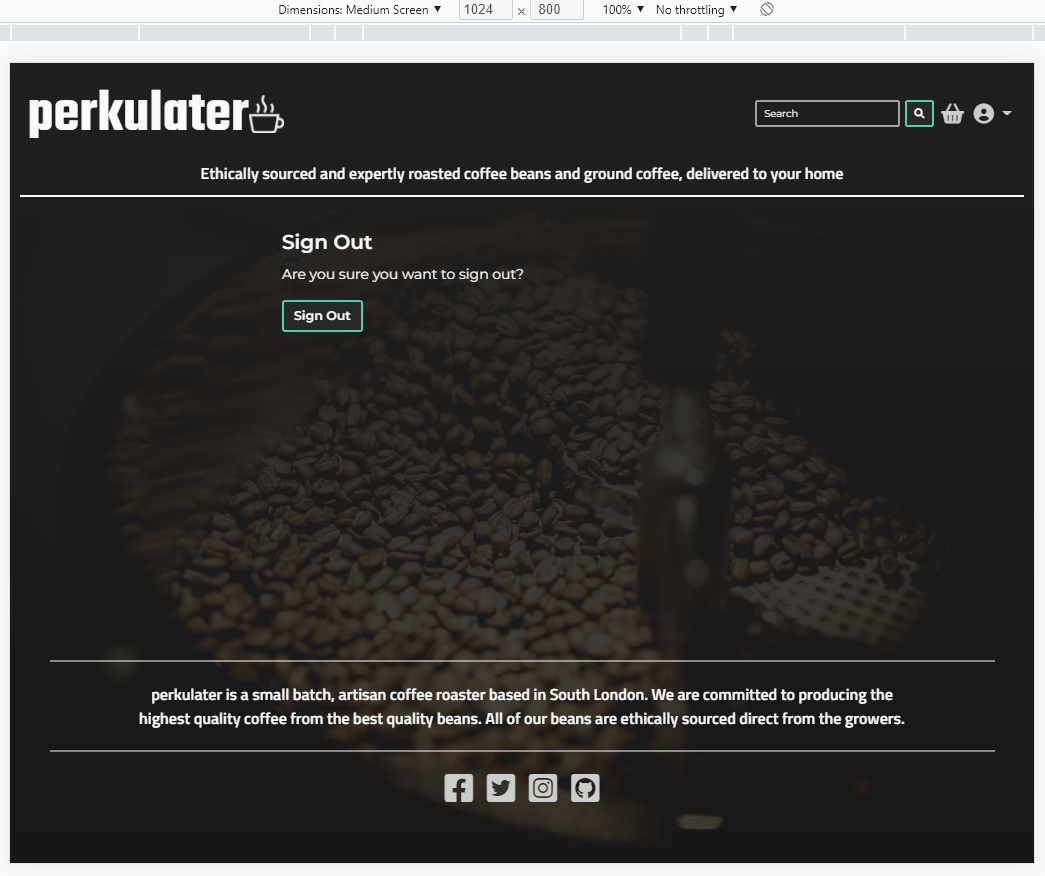 Dimensions: Medium Screen ▼ 1024 × 800 100% ▼ No throttling ▼
perkulater
Search
Ethically sourced and expertly roasted coffee beans and ground coffee, delivered to your home
Sign Out
Are you sure you want to sign out?
Sign Out
perkulater is a small batch, artisan coffee roaster based in South London. We are committed to producing the
highest quality coffee from the best quality beans. All of our beans are ethically sourced direct from the growers.